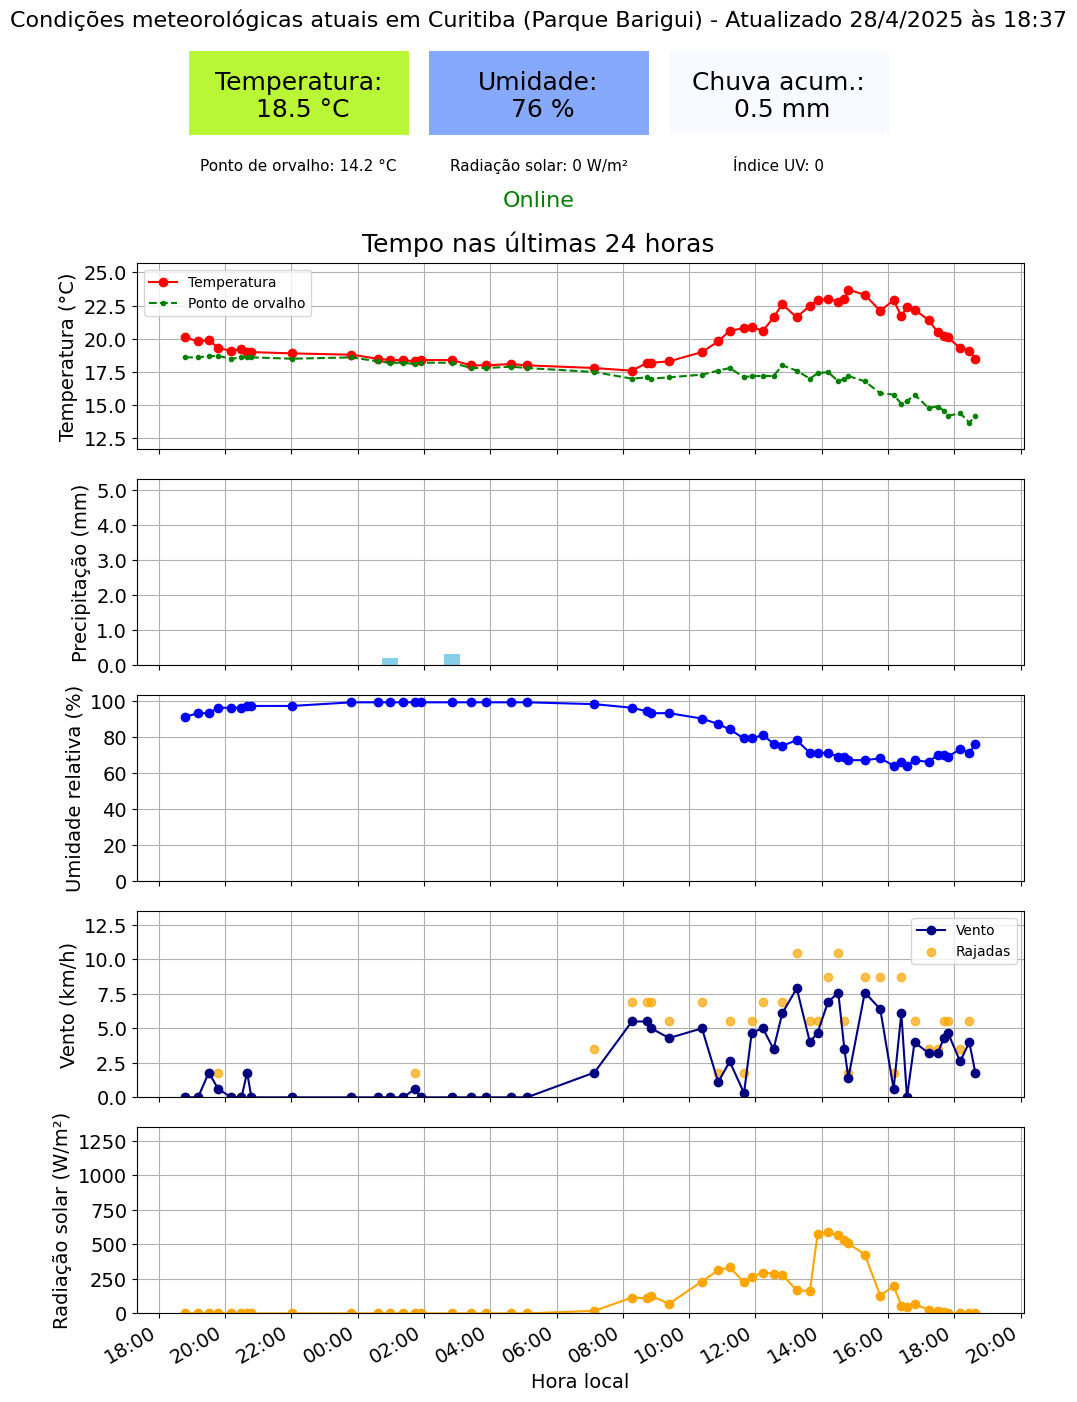 Condições meteorológicas atuais em Curitiba (Parque Barigui) - Atualizado 28/4/2025 às 18:37
Temperatura:
18.5 °C
Umidade:
76 %
Chuva acum.:
0.5 mm
Ponto de orvalho: 14.2 °C
Radiação solar: 0 W/m²
Índice UV: 0
Online
Tempo nas últimas 24 horas
Temperatura (°C)
25.0
22.5
20.0
17.5
15.0
12.5
Temperatura
Ponto de orvalho
Precipitação (mm)
5.0
4.0
3.0
2.0
1.0
0.0
Umidade relativa (%)
100
80
60
40
20
0
Vento (km/h)
12.5
10.0
7.5
5.0
2.5
0.0
Vento
Rajadas
Radiação solar (W/m²)
1250
1000
750
500
250
0
18:00
20:00
22:00
00:00
02:00
04:00
06:00
08:00
10:00
12:00
14:00
16:00
18:00
20:00
Hora local